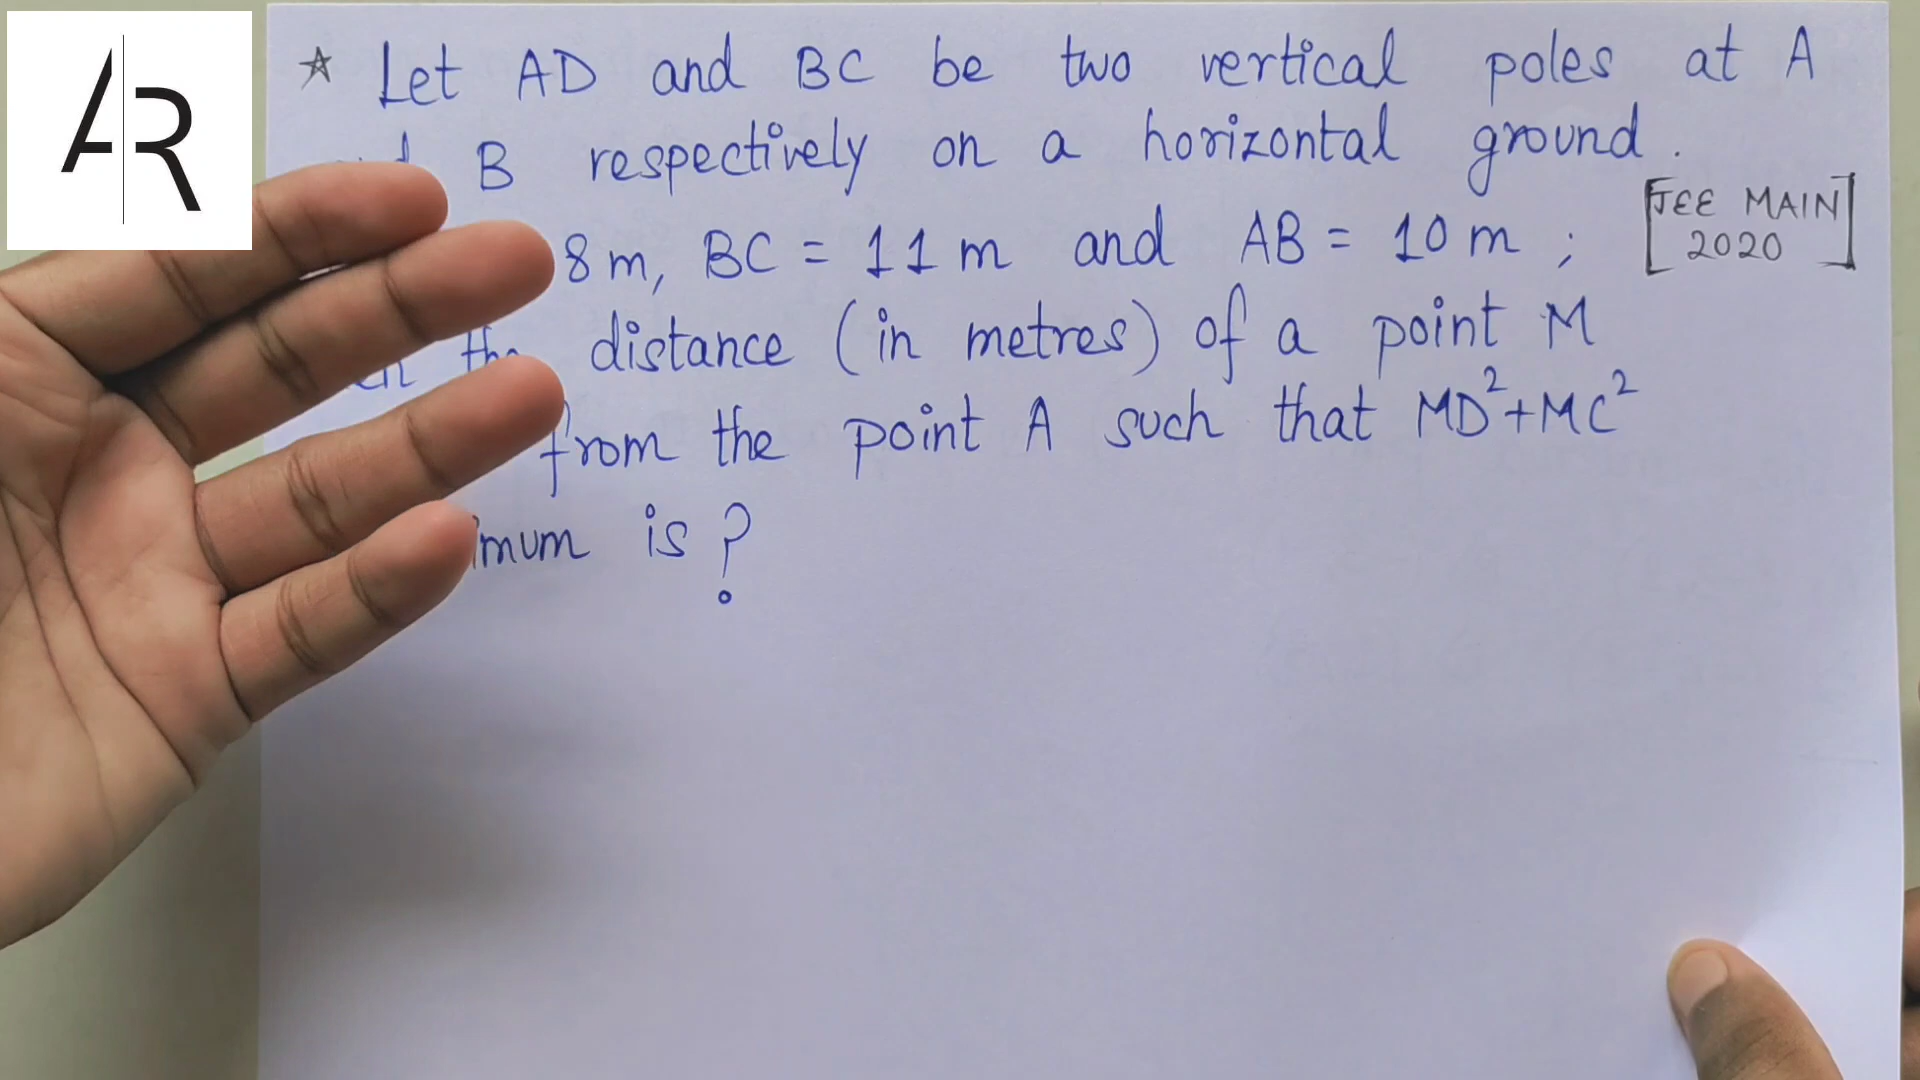 AR
☆ Let AD and BC be two vertical poles at A
B respectively on a horizontal ground.
8 m, BC = 11 m and AB = 10 m ;
[JEE MAIN
2020]
the distance (in metres) of a point M
from the point A such that MD²+MC²
is ?